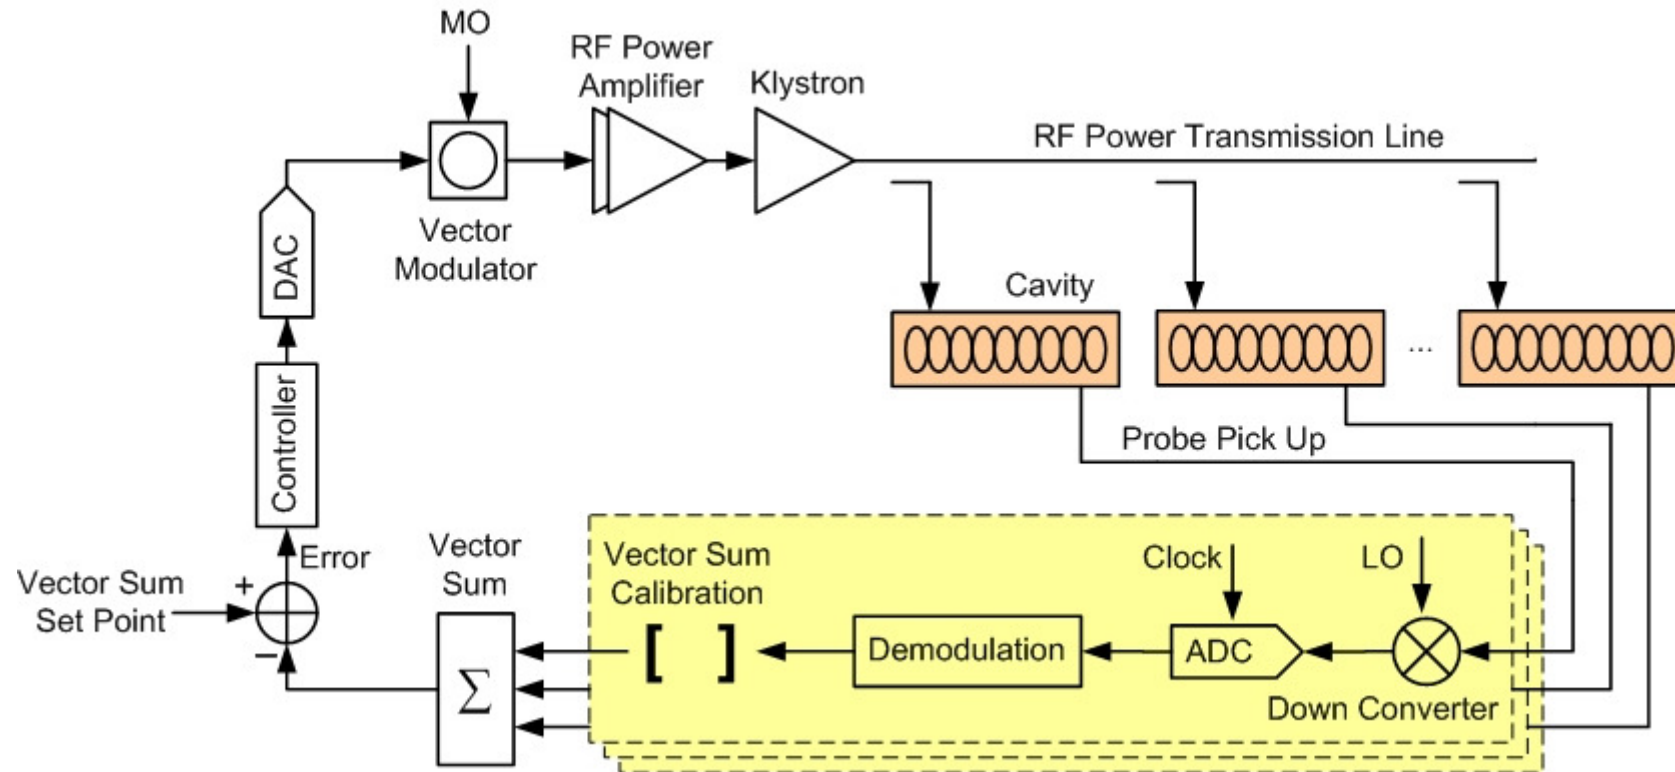 MO
RF Power
Amplifier
Klystron
RF Power Transmission Line
Vector
Modulator
DAC
Cavity
...
Controller
Probe Pick Up
Error
Vector Sum
Set Point
+
−
Vector
Sum
Σ
Vector Sum
Calibration
[ ]
Demodulation
Clock
ADC
LO
Down Converter